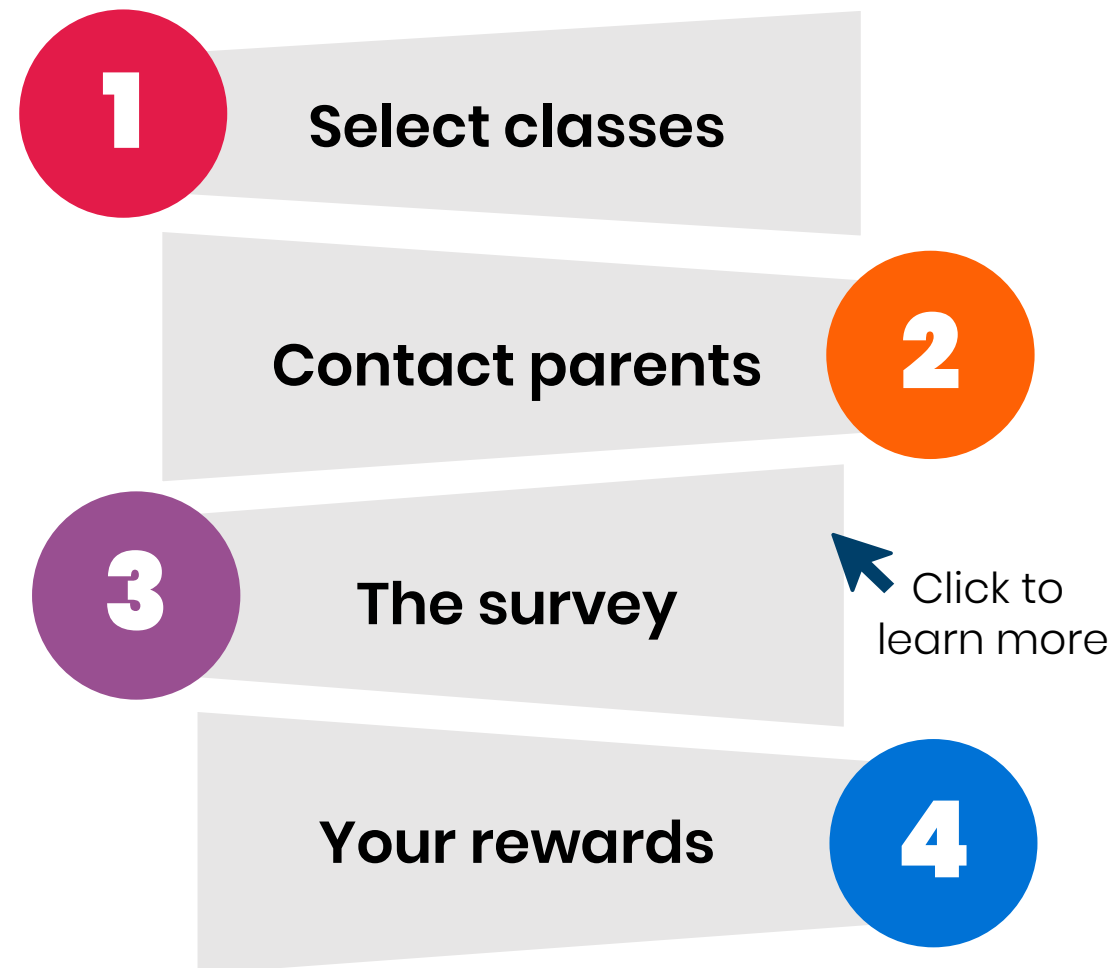 1
Select classes
Contact parents
2
3
The survey
Click to
learn more
Your rewards
4